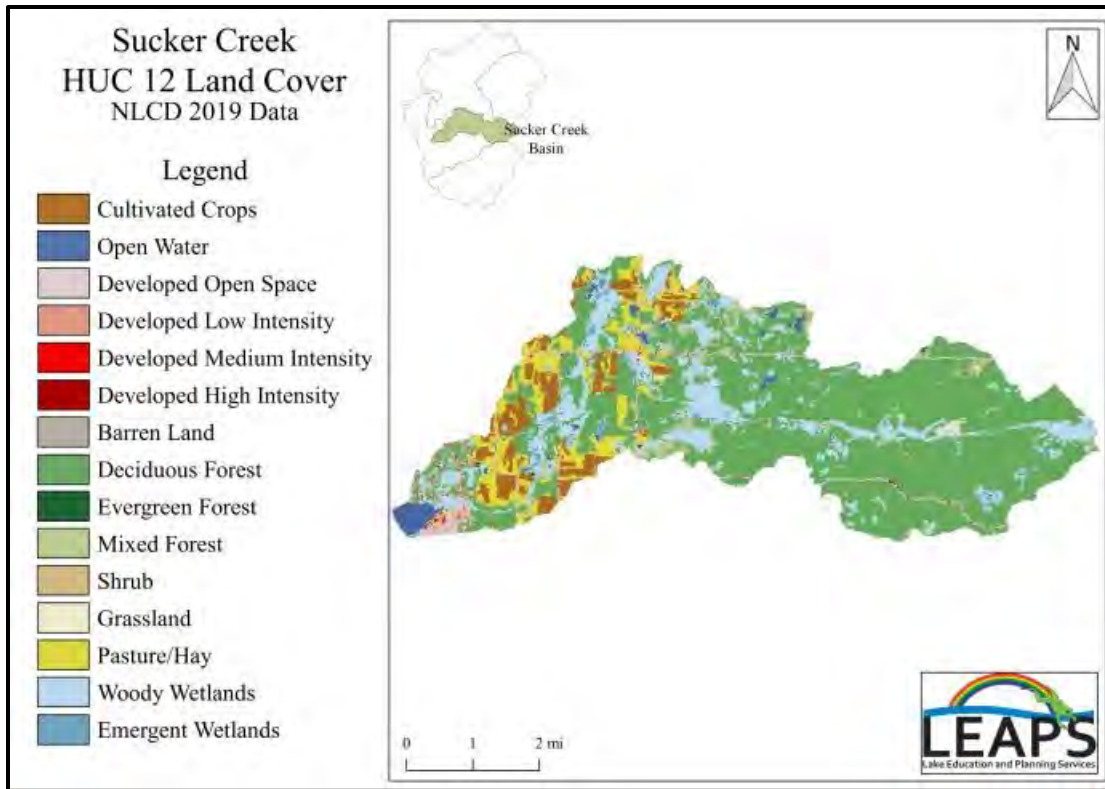 Sucker Creek
HUC 12 Land Cover
NLCD 2019 Data
Legend
Cultivated Crops
Open Water
Developed Open Space
Developed Low Intensity
Developed Medium Intensity
Developed High Intensity
Barren Land
Deciduous Forest
Evergreen Forest
Mixed Forest
Shrub
Grassland
Pasture/Hay
Woody Wetlands
Emergent Wetlands
Sucker Creek
Basin
N
0 1 2 mi
LEAPS
Lake Education and Planning Services